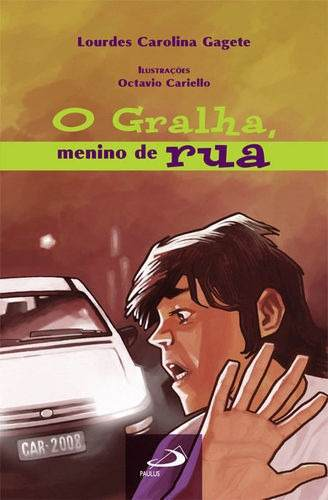 Lourdes Carolina Gagete
Ilustrações
Octavio Cariello
O Gralha,
menino de rua
CAR-2008
PAULUS